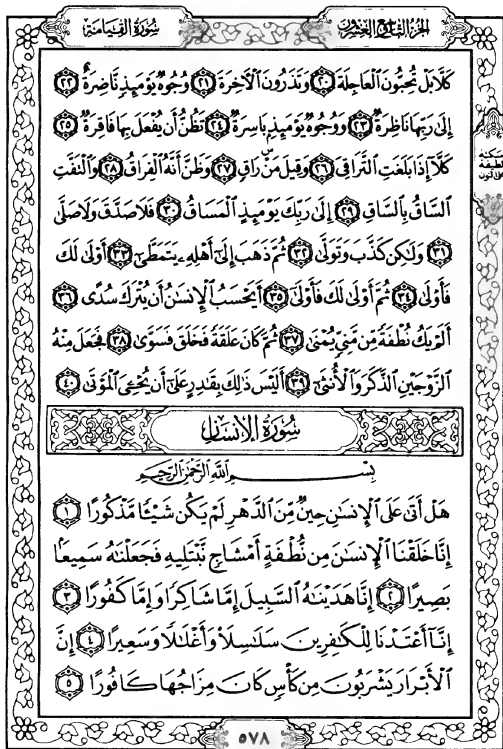 الجزء التاسع والعشرون
سورة القيامة
كَلَّا بَلْ تُحِبُّونَ ٱلْعَاجِلَةَ ٢٠ وَتَذَرُونَ ٱلْءَاخِرَةَ ٢١ وُجُوهٌ يَوْمَئِذٍ نَّاضِرَةٌ ٢٢
إِلَىٰ رَبِّهَا نَاظِرَةٌ ٢٣ وَوُجُوهٌ يَوْمَئِذٍۭ بَاسِرَةٌ ٢٤ تَظُنُّ أَن يُفْعَلَ بِهَا فَاقِرَةٌ ٢٥
كَلَّآ إِذَا بَلَغَتِ ٱلتَّرَاقِىَ ٢٦ وَقِيلَ مَنْ ۜ رَاقٍ ٢٧ وَظَنَّ أَنَّهُ ٱلْفِرَاقُ ٢٨ وَٱلْتَفَّتِ
ٱلسَّاقُ بِٱلسَّاقِ ٢٩ إِلَىٰ رَبِّكَ يَوْمَئِذٍ ٱلْمَسَاقُ ٣٠ فَلَا صَدَّقَ وَلَا صَلَّىٰ
٣١ وَلَٰكِن كَذَّبَ وَتَوَلَّىٰ ٣٢ ثُمَّ ذَهَبَ إِلَىٰٓ أَهْلِهِۦ يَتَمَطَّىٰٓ ٣٣ أَوْلَىٰ لَكَ
فَأَوْلَىٰ ٣٤ ثُمَّ أَوْلَىٰ لَكَ فَأَوْلَىٰٓ ٣٥ أَيَحْسَبُ ٱلْإِنسَٰنُ أَن يُتْرَكَ سُدًى ٣٦
أَلَمْ يَكُ نُطْفَةً مِّن مَّنِىٍّ يُمْنَىٰ ٣٧ ثُمَّ كَانَ عَلَقَةً فَخَلَقَ فَسَوَّىٰ ٣٨ فَجَعَلَ مِنْهُ
ٱلزَّوْجَيْنِ ٱلذَّكَرَ وَٱلْأُنثَىٰٓ ٣٩ أَلَيْسَ ذَٰلِكَ بِقَٰدِرٍ عَلَىٰٓ أَن يُحْۦِىَ ٱلْمَوْتَىٰ ٤٠
سورة الإنسان
بِسْمِ ٱللَّهِ ٱلرَّحْمَٰنِ ٱلرَّحِيمِ
هَلْ أَتَىٰ عَلَى ٱلْإِنسَٰنِ حِينٌ مِّنَ ٱلدَّهْرِ لَمْ يَكُن شَيْـًٔا مَّذْكُورًا ١
إِنَّا خَلَقْنَا ٱلْإِنسَٰنَ مِن نُّطْفَةٍ أَمْشَاجٍ نَّبْتَلِيهِ فَجَعَلْنَٰهُ سَمِيعًۢا
بَصِيرًا ٢ إِنَّا هَدَيْنَٰهُ ٱلسَّبِيلَ إِمَّا شَاكِرًا وَإِمَّا كَفُورًا ٣
إِنَّآ أَعْتَدْنَا لِلْكَٰفِرِينَ سَلَٰسِلَا۟ وَأَغْلَٰلًا وَسَعِيرًا ٤ إِنَّ
ٱلْأَبْرَارَ يَشْرَبُونَ مِن كَأْسٍ كَانَ مِزَاجُهَا كَافُورًا ٥
٥٧٨